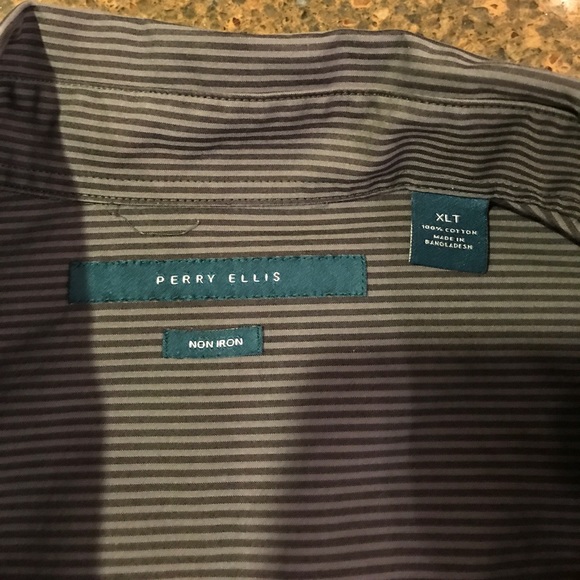 XLT
100% COTTON
MADE IN
BANGLADESH
PERRY ELLIS
NON IRON